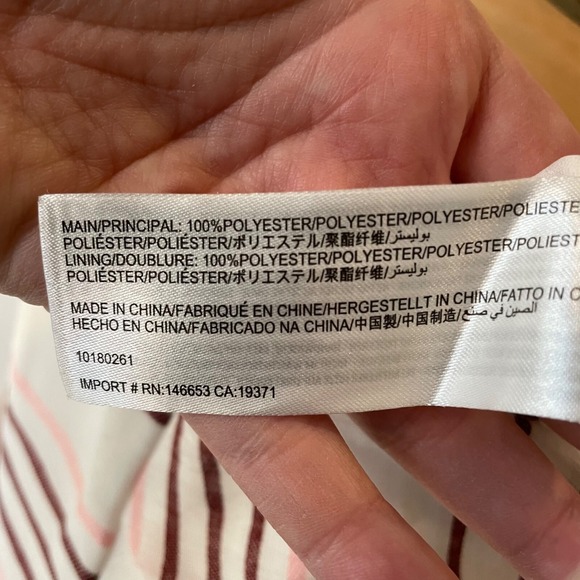 MAIN/PRINCIPAL: 100%POLYESTER/POLYESTER/POLYESTER/POLIESTE
POLIÉSTER/POLIÉSTER/ポリエステル/聚酯纤维/بوليستر/
LINING/DOUBLURE: 100%POLYESTER/POLYESTER/POLYEST
POLIÉSTER/POLIÉSTER/ポリエステル/聚酯纤维/بوليستر/
MADE IN CHINA/FABRIQUÉ EN CHINE/HERGESTELLT IN CHINA/FATTO IN C
HECHO EN CHINA/FABRICADO NA CHINA/中国製/中国制造/صنع في الصين
10180261
IMPORT # RN:146653 CA:19371